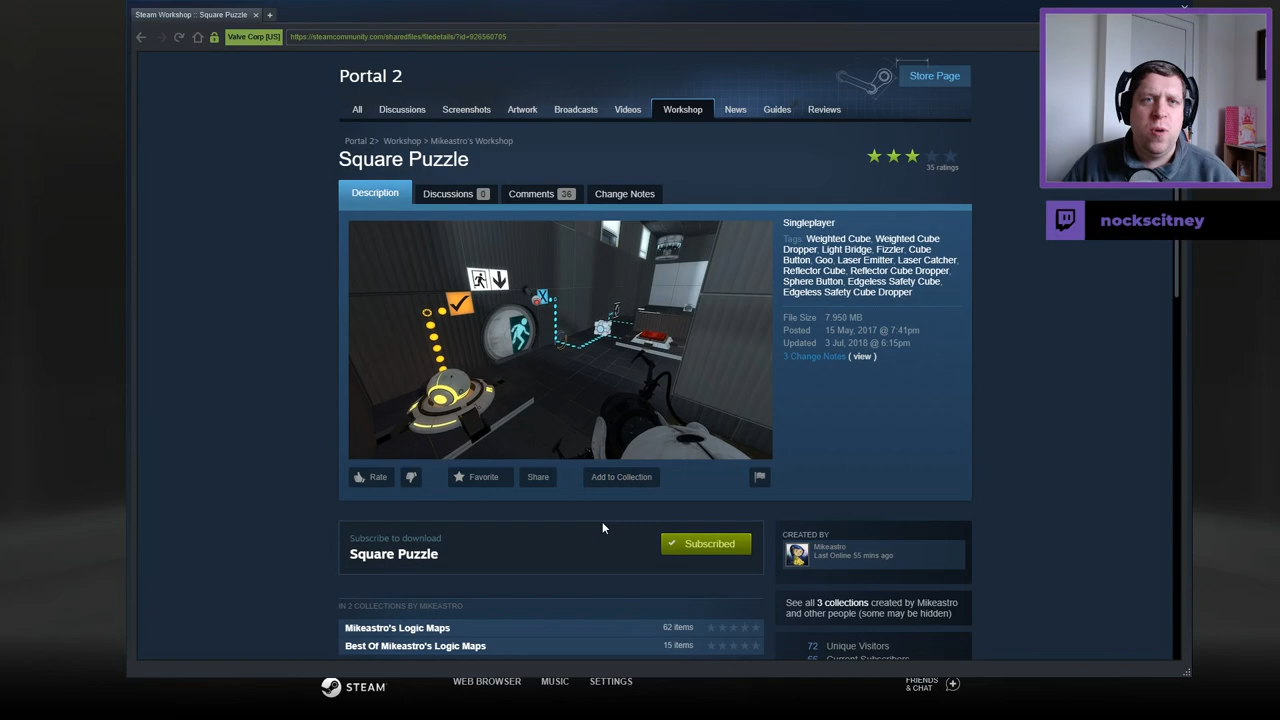 Steam Workshop :: Square Puzzle
Valve Corp [US]
https://steamcommunity.com/sharedfiles/filedetails/?id=926560705
nockscitney
Portal 2
Store Page
All
Discussions
Screenshots
Artwork
Broadcasts
Videos
Workshop
News
Guides
Reviews
Portal 2> Workshop > Mikeastro's Workshop
Square Puzzle
35 ratings
Description
Discussions 0
Comments 36
Change Notes
Singleplayer
Tags: Weighted Cube, Weighted Cube
Dropper, Light Bridge, Fizzler, Cube
Button, Goo, Laser Emitter, Laser Catcher,
Reflector Cube, Reflector Cube Dropper,
Sphere Button, Edgeless Safety Cube,
Edgeless Safety Cube Dropper
File Size 7.950 MB
Posted 15 May, 2017 @ 7:41pm
Updated 3 Jul, 2018 @ 6:15pm
3 Change Notes ( view )
Rate
Favorite
Share
Add to Collection
Subscribe to download
Square Puzzle
Subscribed
CREATED BY
Mikeastro
Last Online 55 mins ago
See all 3 collections created by Mikeastro
and other people (some may be hidden)
72 Unique Visitors
66 Current Subscribers
IN 2 COLLECTIONS BY MIKEASTRO
Mikeastro's Logic Maps 62 items
Best Of Mikeastro's Logic Maps 15 items
STEAM
WEB BROWSER
MUSIC
SETTINGS
FRIENDS
& CHAT